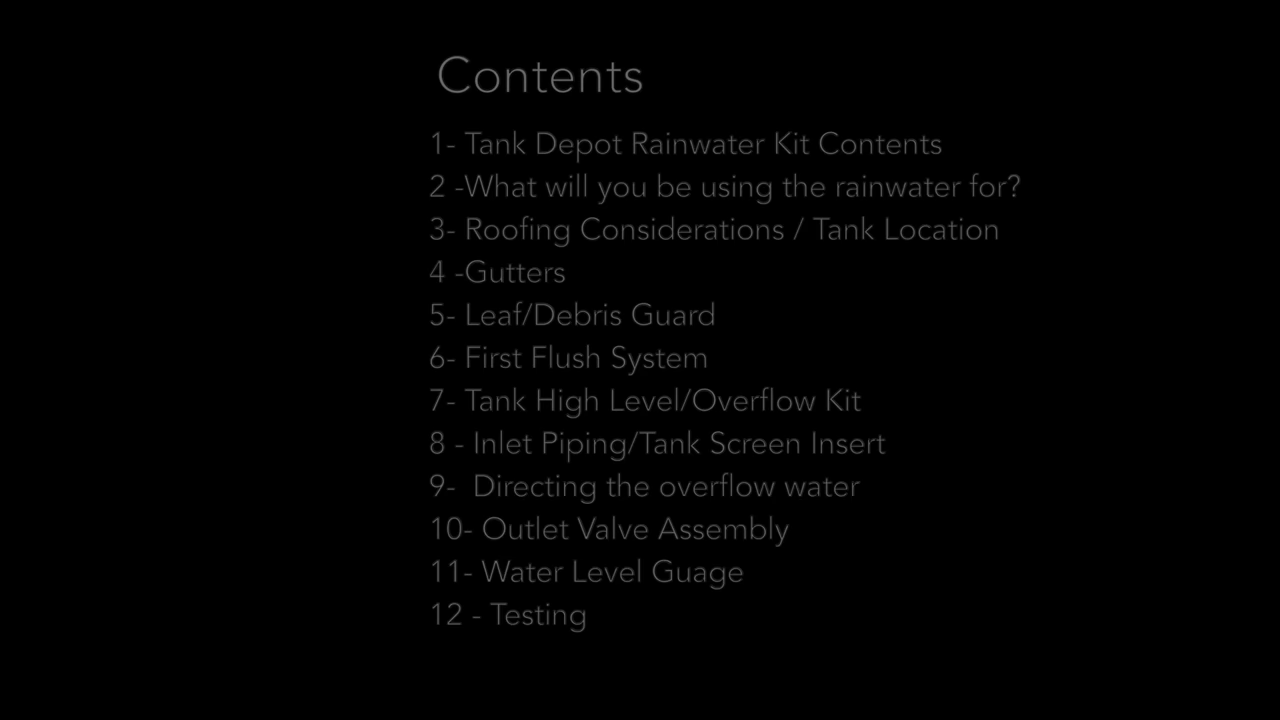 Contents
1- Tank Depot Rainwater Kit Contents
2 -What will you be using the rainwater for?
3- Roofing Considerations / Tank Location
4 -Gutters
5- Leaf/Debris Guard
6- First Flush System
7- Tank High Level/Overflow Kit
8 - Inlet Piping/Tank Screen Insert
9-  Directing the overflow water
10- Outlet Valve Assembly
11- Water Level Guage
12 - Testing